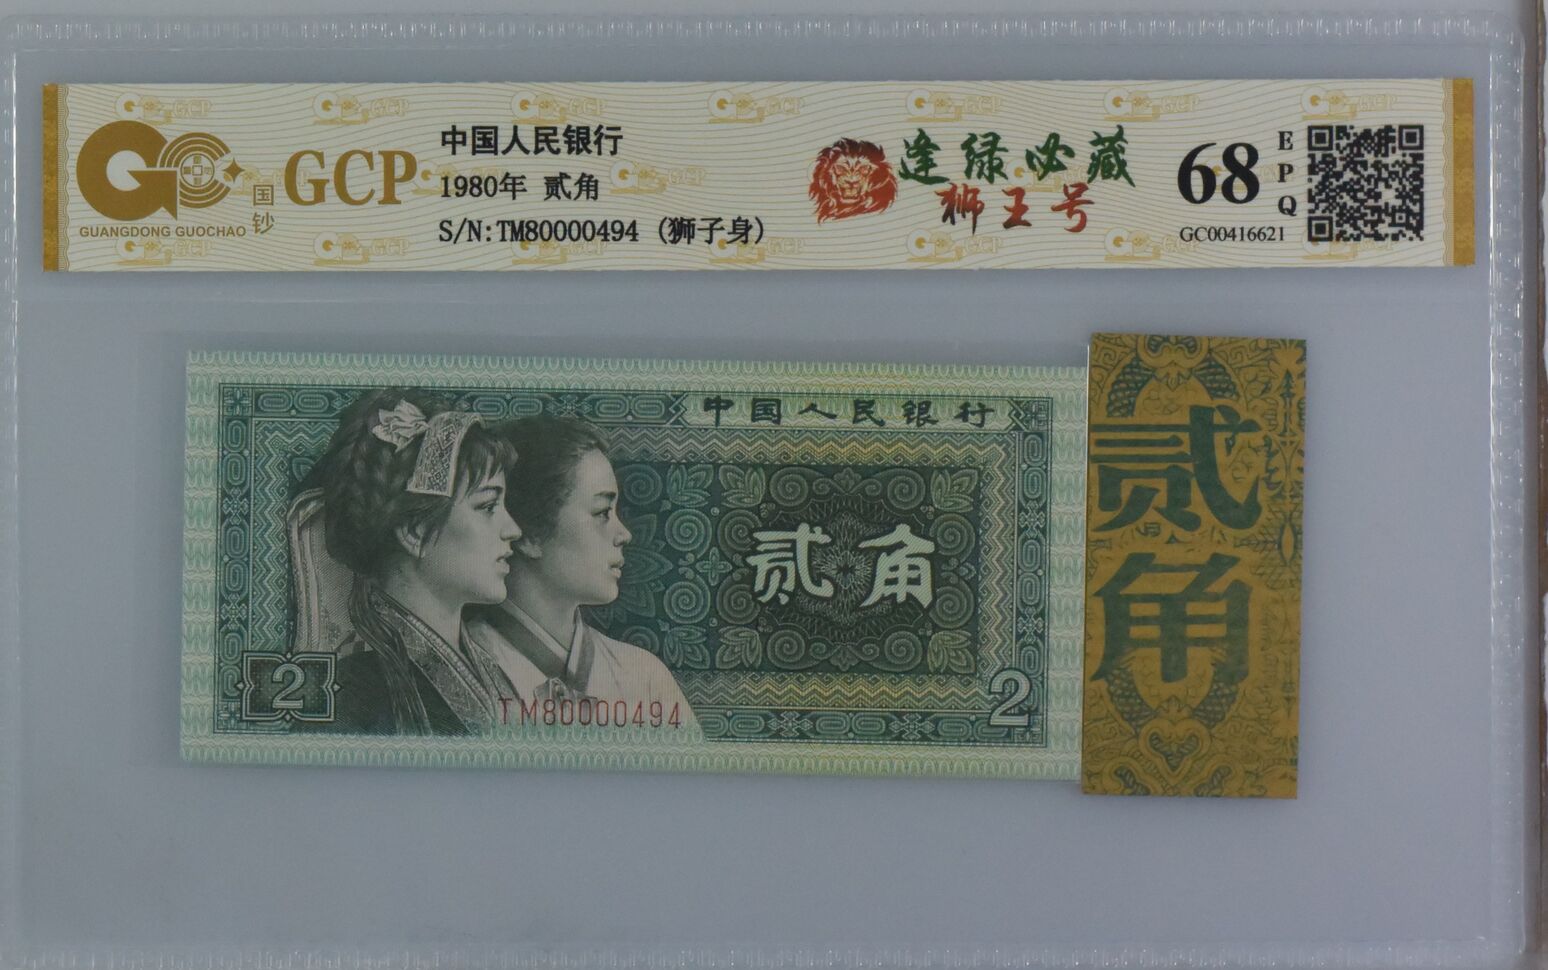 GCP
GUANGDONG GUOCHAO
国钞
中国人民银行
1980年 贰角
S/N:TM80000494 (狮子身)
逢绿必藏
狮王号
68
EPQ
GC00416621
中国人民银行
贰角
2
TM80000494
2
贰角